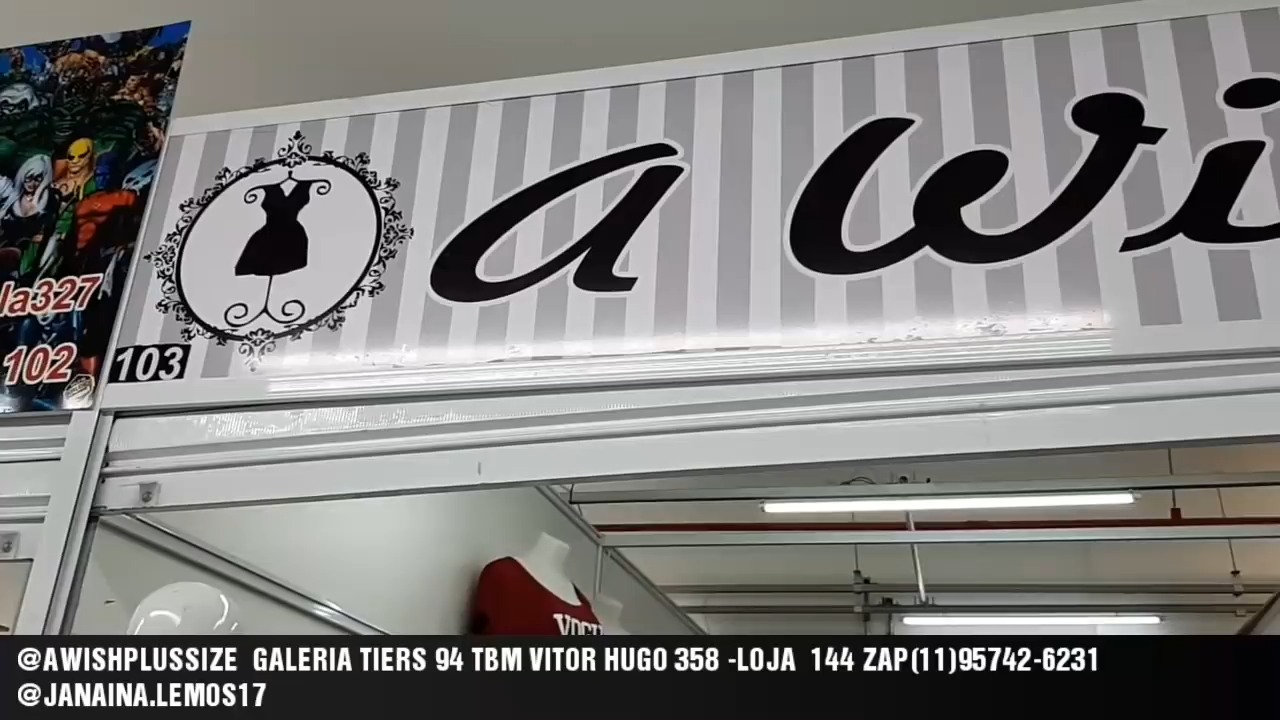 a wi
la327
102
103
@AWISHPLUSSIZE GALERIA TIERS 94 TBM VITOR HUGO 358 -LOJA 144 ZAP(11)95742-6231
@JANAINA.LEMOS17